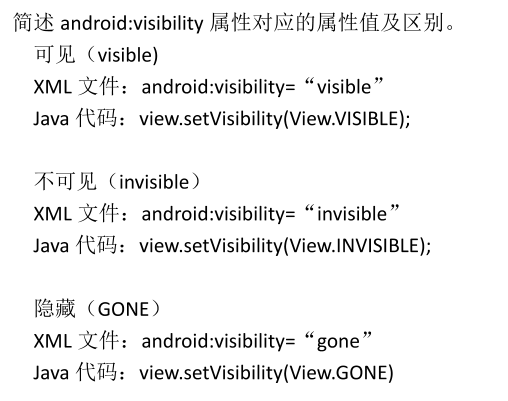 简述 android:visibility 属性对应的属性值及区别。
可见（visible)
XML 文件：android:visibility=“visible”
Java 代码：view.setVisibility(View.VISIBLE);
不可见（invisible）
XML 文件：android:visibility=“invisible”
Java 代码：view.setVisibility(View.INVISIBLE);
隐藏（GONE）
XML 文件：android:visibility=“gone”
Java 代码：view.setVisibility(View.GONE)